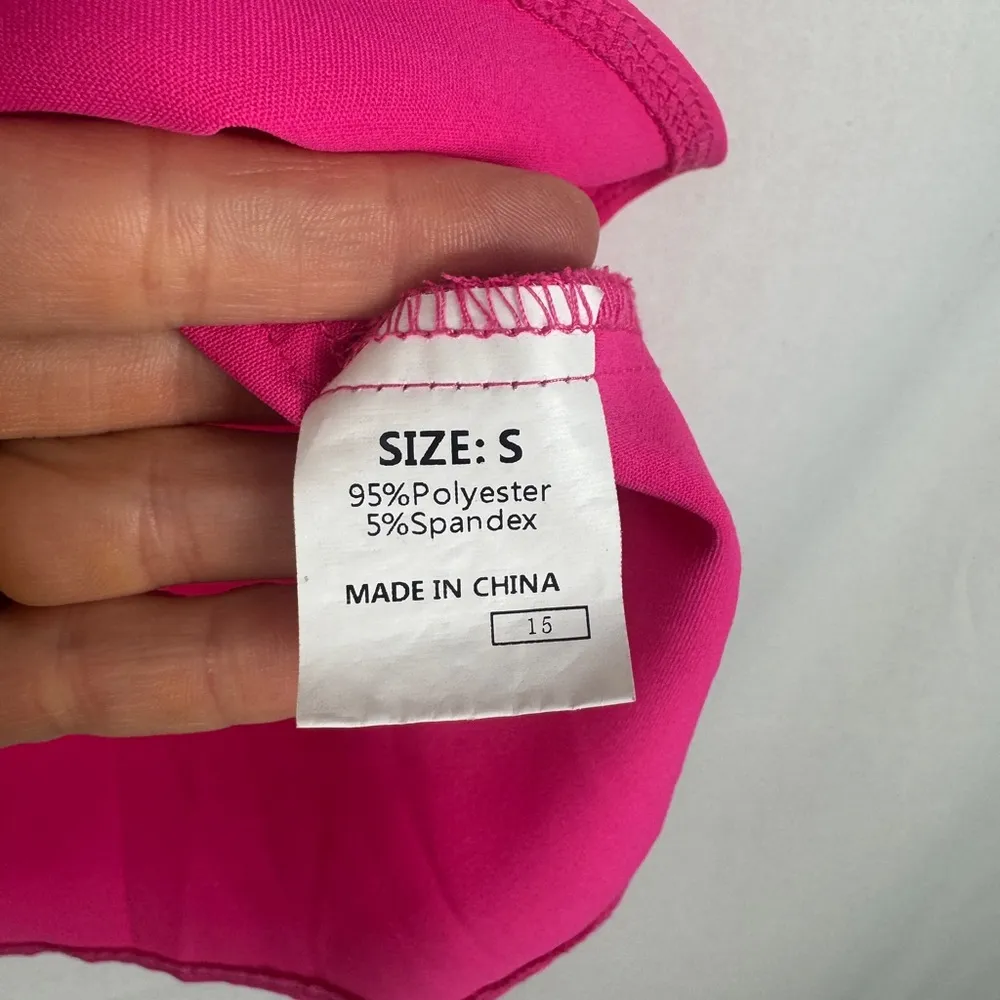 SIZE: S
95%Polyester
5%Spandex
MADE IN CHINA
15